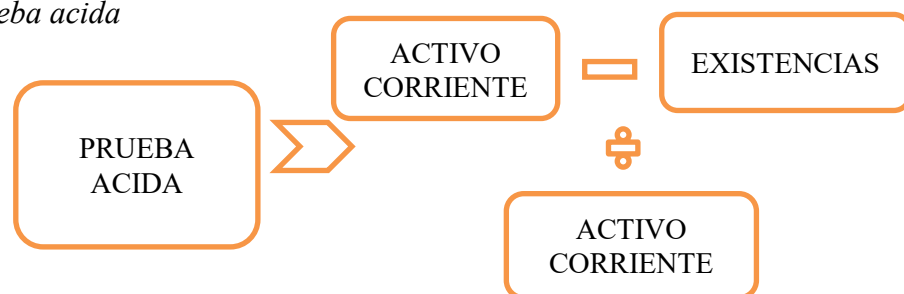 eba acida
ACTIVO
CORRIENTE
EXISTENCIAS
PRUEBA
ACIDA
ACTIVO
CORRIENTE